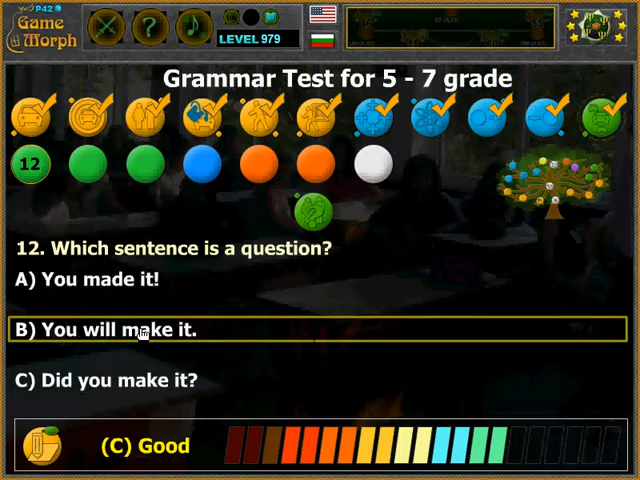 P42
Game
Morph
LEVEL 979
Grammar Test for 5 - 7 grade
12
12. Which sentence is a question?
A) You made it!
B) You will make it.
C) Did you make it?
(C) Good